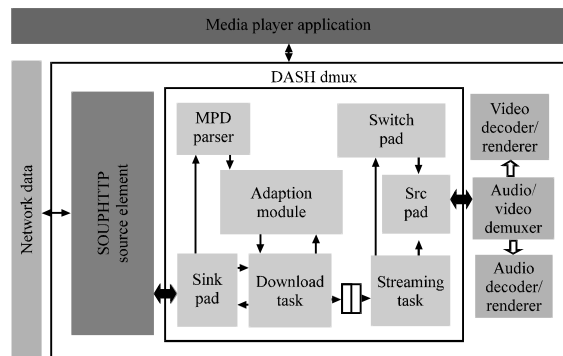 Media player application
DASH dmux
Network data
SOUPHTTP
source element
MPD
parser
Adaption
module
Sink
pad
Download
task
Switch
pad
Src
pad
Streaming
task
Video
decoder/
renderer
Audio/
video
demuxer
Audio
decoder/
renderer